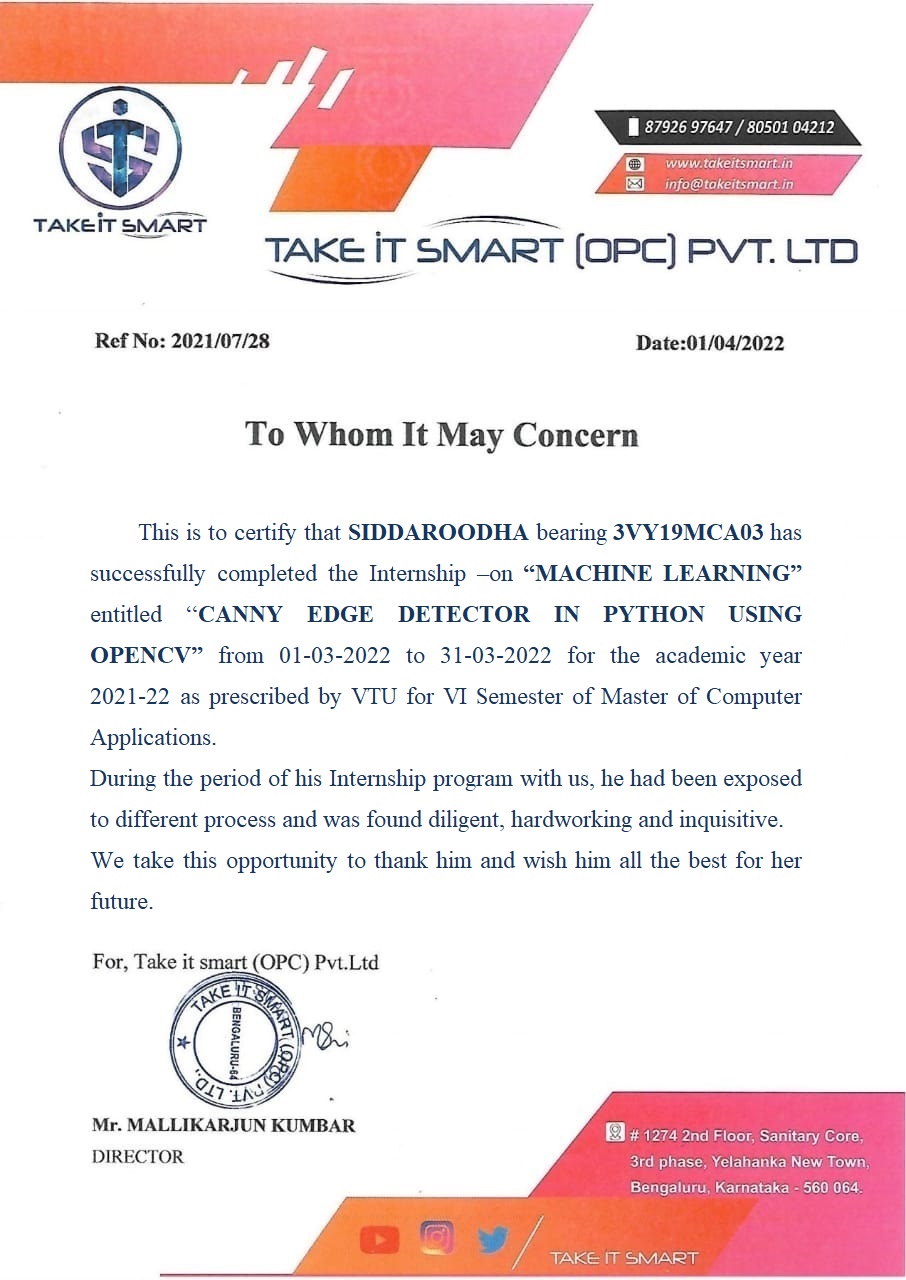 87926 97647 / 80501 04212
www.takeitsmart.in
info@takeitsmart.in
TAKE iT SMART
TAKE iT SMART (OPC) PVT. LTD
Ref No: 2021/07/28
Date:01/04/2022
To Whom It May Concern
This is to certify that SIDDAROODHA bearing 3VY19MCA03 has
successfully completed the Internship –on “MACHINE LEARNING”
entitled “CANNY EDGE DETECTOR IN PYTHON USING
OPENCV” from 01-03-2022 to 31-03-2022 for the academic year
2021-22 as prescribed by VTU for VI Semester of Master of Computer
Applications.
During the period of his Internship program with us, he had been exposed
to different process and was found diligent, hardworking and inquisitive.
We take this opportunity to thank him and wish him all the best for her
future.
For, Take it smart (OPC) Pvt.Ltd
TAKE IT SMART (OPC) PVT. LTD.,
BENGALURU-64
Mr. MALLIKARJUN KUMBAR
DIRECTOR
# 1274 2nd Floor, Sanitary Core,
3rd phase, Yelahanka New Town,
Bengaluru, Karnataka - 560 064.
TAKE IT SMART